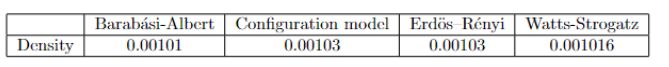 Barabási-Albert Configuration model Erdös–Rényi Watts-Strogatz
Density 0.00101 0.00103 0.00103 0.001016